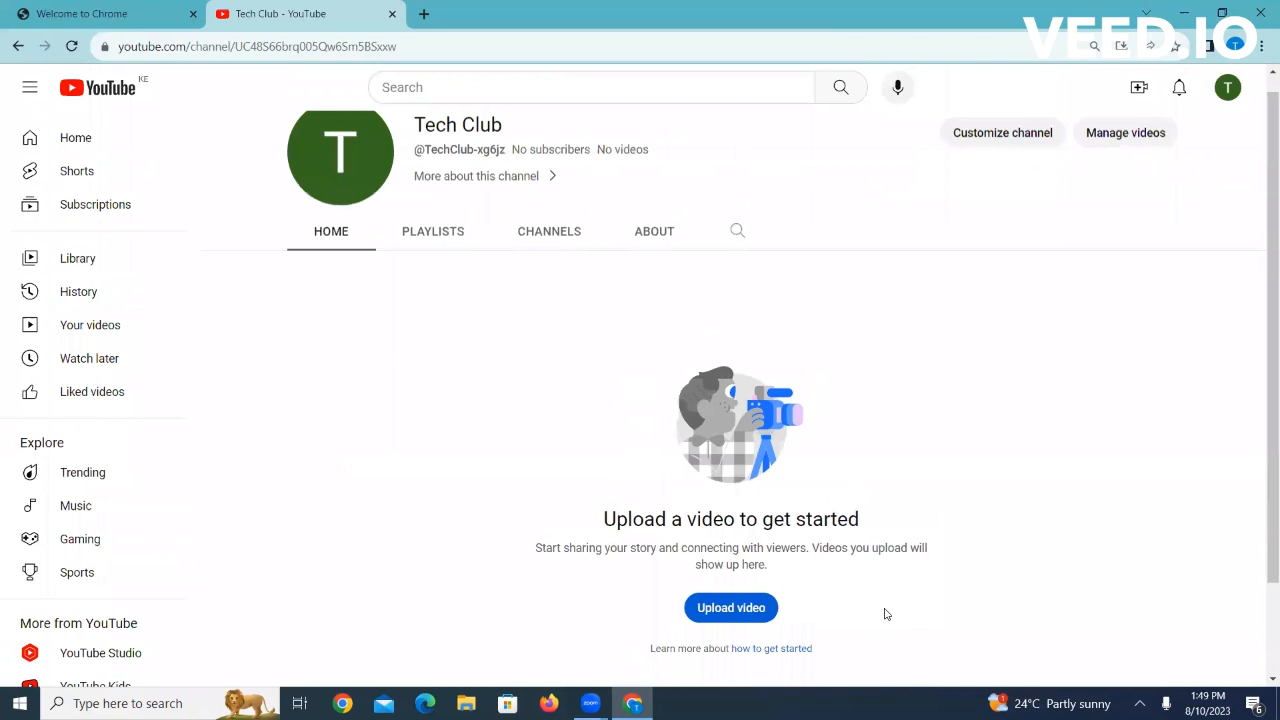 Welcome to Chrome
Tech Club - YouTube
VEED.IO
youtube.com/channel/UC48S66brq005Qw6Sm5BSxxw
T
YouTube KE
Search
T
T
Tech Club
@TechClub-xg6jz No subscribers No videos
More about this channel
Customize channel
Manage videos
HOME
PLAYLISTS
CHANNELS
ABOUT
Home
Shorts
Subscriptions
Library
History
Your videos
Watch later
Liked videos
Explore
Trending
Music
Gaming
Sports
More from YouTube
YouTube Studio
YouTube Kids
Upload a video to get started
Start sharing your story and connecting with viewers. Videos you upload will
show up here.
Upload video
Learn more about how to get started
Type here to search
zoom
T
1
24°C Partly sunny
1:49 PM
8/10/2023
6